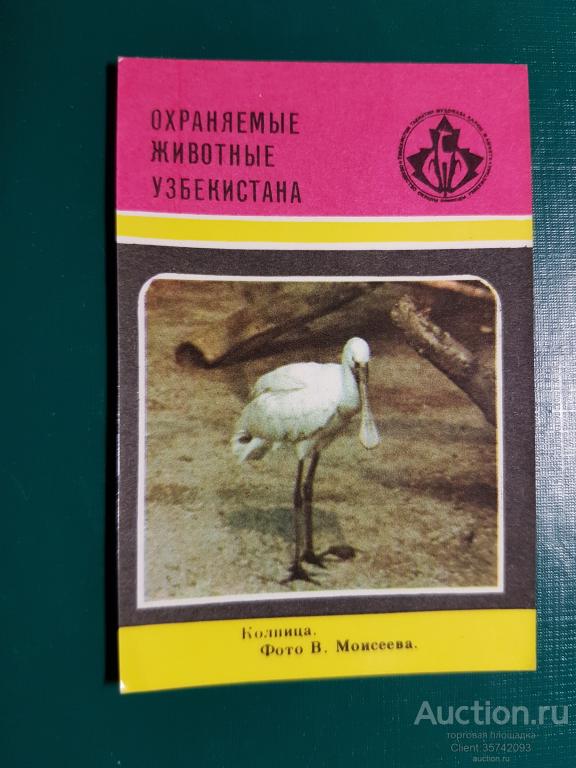 ОХРАНЯЕМЫЕ
ЖИВОТНЫЕ
УЗБЕКИСТАНА
Колпица.
Фото В. Моисеева.
Auction.ru
торговая площадка
Client 35742093
auction.ru